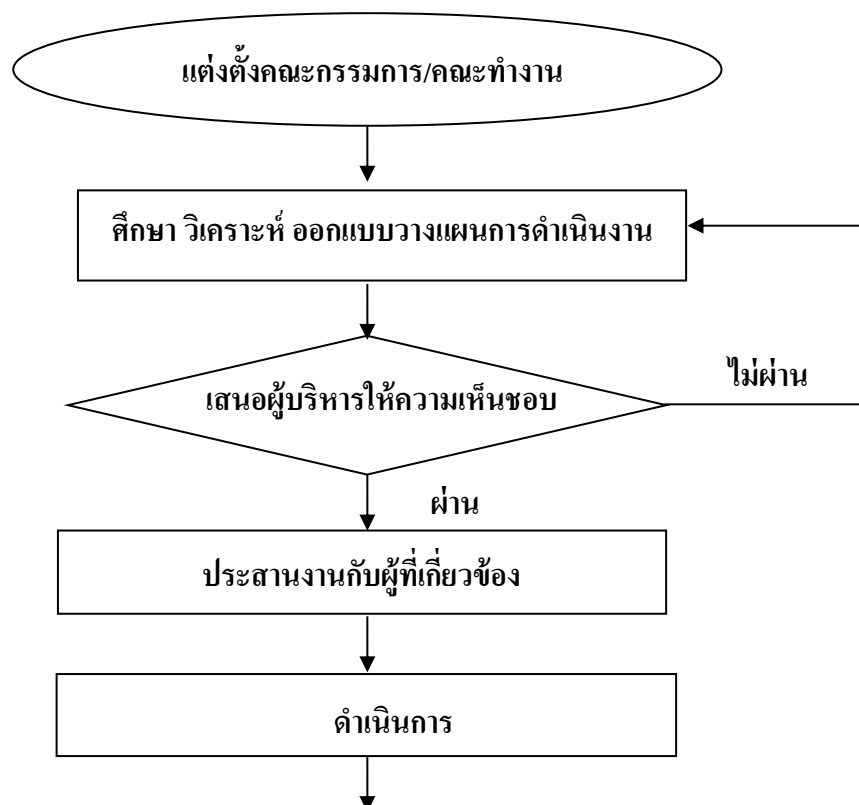 แต่งตั้งคณะกรรมการ/คณะทำงาน
ศึกษา วิเคราะห์ ออกแบบวางแผนการดำเนินงาน
เสนอผู้บริหารให้ความเห็นชอบ
ไม่ผ่าน
ผ่าน
ประสานงานกับผู้ที่เกี่ยวข้อง
ดำเนินการ